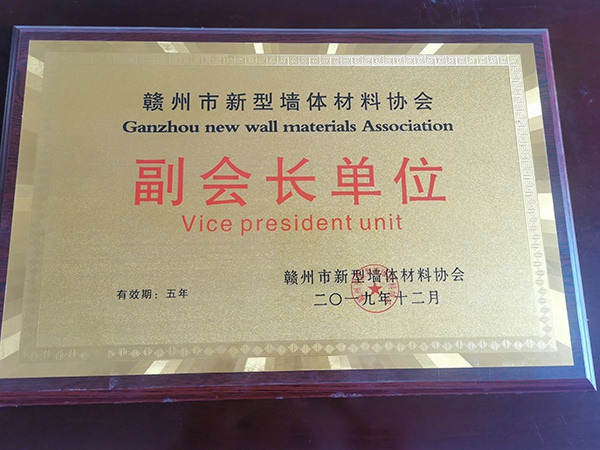 赣州市新型墙体材料协会
Ganzhou new wall materials Association
副会长单位
Vice president unit
赣州市新型墙体材料协会
有效期：五年
二〇一九年十二月